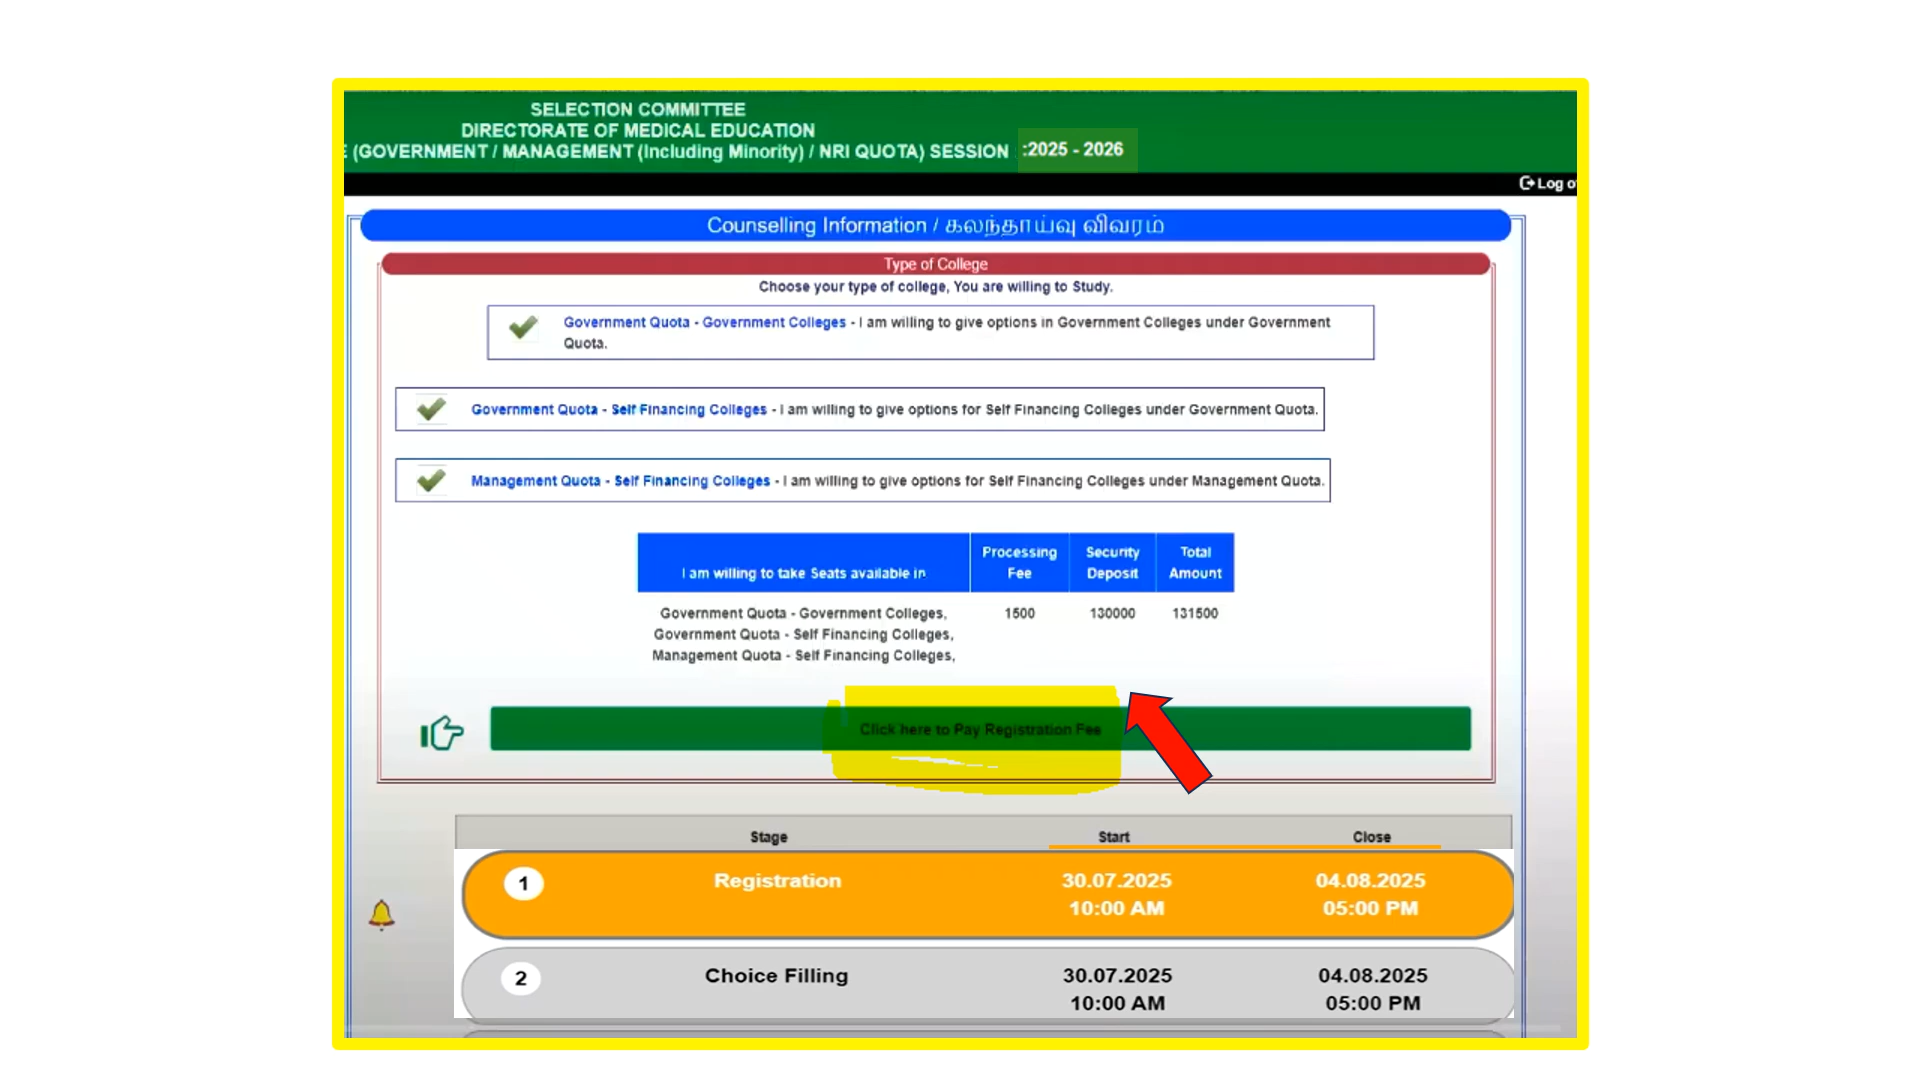 SELECTION COMMITTEE
DIRECTORATE OF MEDICAL EDUCATION
(GOVERNMENT / MANAGEMENT (Including Minority) / NRI QUOTA) SESSION :2025 - 2026
Log o
Counselling Information / கலந்தாய்வு விவரம்
Type of College
Choose your type of college, You are willing to Study.
Government Quota - Government Colleges - I am willing to give options in Government Colleges under Government
Quota.
Government Quota - Self Financing Colleges - I am willing to give options for Self Financing Colleges under Government Quota.
Management Quota - Self Financing Colleges - I am willing to give options for Self Financing Colleges under Management Quota.
I am willing to take Seats available in Processing Fee Security Deposit Total Amount
Government Quota - Government Colleges, 1500 130000 131500
Government Quota - Self Financing Colleges,
Management Quota - Self Financing Colleges,
Click here to Pay Registration Fee
Stage Start Close
1 Registration 30.07.2025 04.08.2025
10:00 AM 05:00 PM
2 Choice Filling 30.07.2025 04.08.2025
10:00 AM 05:00 PM